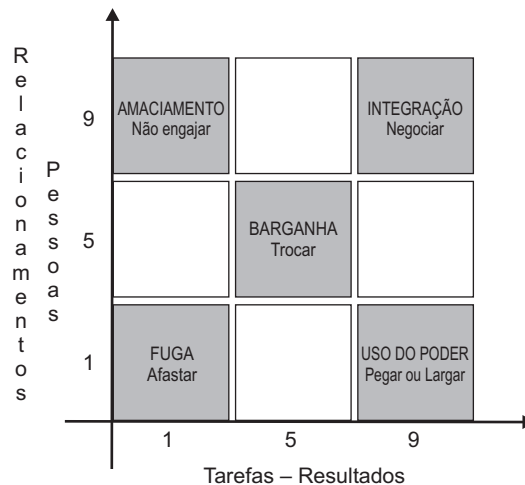 Relacionamentos
Pessoas
9
AMACIAMENTO
Não engajar
INTEGRAÇÃO
Negociar
5
BARGANHA
Trocar
1
FUGA
Afastar
USO DO PODER
Pegar ou Largar
1 5 9
Tarefas – Resultados